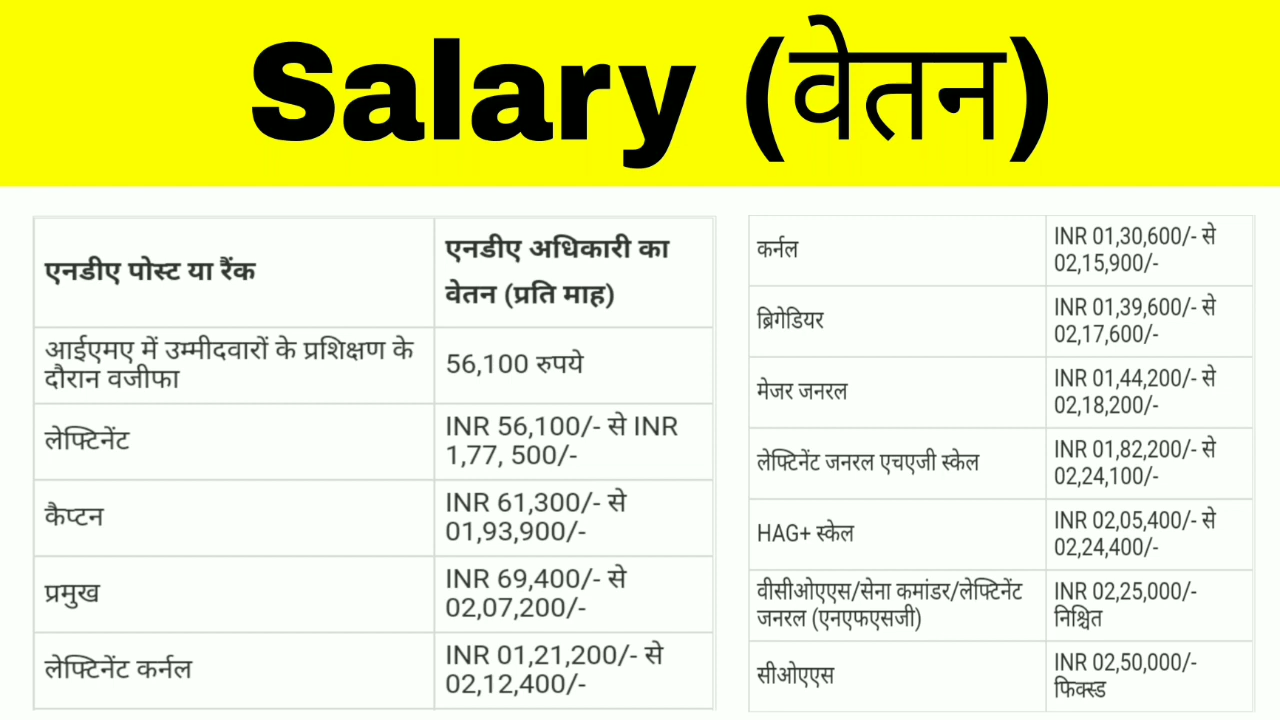 Salary (वेतन)
एनडीए पोस्ट या रैंक
एनडीए अधिकारी का
वेतन (प्रति माह)
आईएमए में उम्मीदवारों के प्रशिक्षण के
दौरान वजीफा
56,100 रुपये
लेफ्टिनेंट
INR 56,100/- से INR
1,77, 500/-
कैप्टन
INR 61,300/- से
01,93,900/-
प्रमुख
INR 69,400/- से
02,07,200/-
लेफ्टिनेंट कर्नल
INR 01,21,200/- से
02,12,400/-
कर्नल
INR 01,30,600/- से
02,15,900/-
ब्रिगेडियर
INR 01,39,600/- से
02,17,600/-
मेजर जनरल
INR 01,44,200/- से
02,18,200/-
लेफ्टिनेंट जनरल एचएजी स्केल
INR 01,82,200/- से
02,24,100/-
HAG+ स्केल
INR 02,05,400/- से
02,24,400/-
वीसीओएएस/सेना कमांडर/लेफ्टिनेंट
जनरल (एनएफएसजी)
INR 02,25,000/-
निश्चित
सीओएएस
INR 02,50,000/-
फिक्स्ड